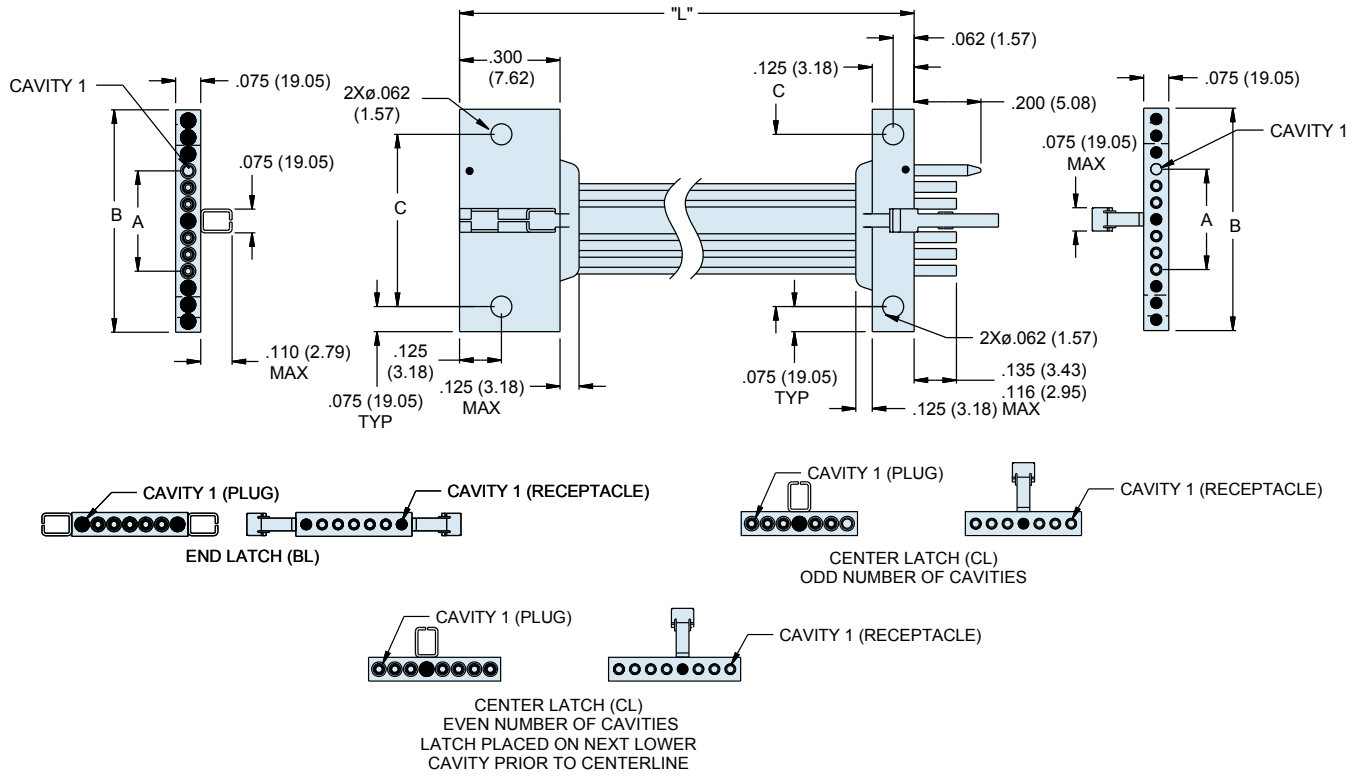 "L"
.062 (1.57)
.300
(7.62)
.125 (3.18)
C
.075 (19.05)
CAVITY 1
2Xø.062
(1.57)
.200 (5.08)
.075 (19.05)
CAVITY 1
.075 (19.05)
.075 (19.05)
MAX
B
A
C
A
B
.110 (2.79)
MAX
.125
(3.18)
.075 (19.05)
TYP
.125 (3.18)
MAX
2Xø.062 (1.57)
.075 (19.05)
TYP
.135 (3.43)
.116 (2.95)
.125 (3.18) MAX
CAVITY 1 (PLUG)
CAVITY 1 (RECEPTACLE)
END LATCH (BL)
CAVITY 1 (PLUG)
CAVITY 1 (RECEPTACLE)
CENTER LATCH (CL)
ODD NUMBER OF CAVITIES
CAVITY 1 (PLUG)
CAVITY 1 (RECEPTACLE)
CENTER LATCH (CL)
EVEN NUMBER OF CAVITIES
LATCH PLACED ON NEXT LOWER
CAVITY PRIOR TO CENTERLINE